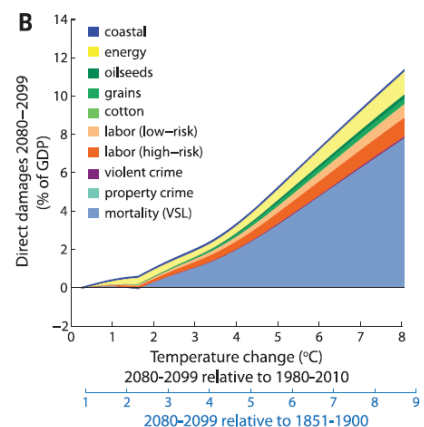 B
14
12
10
8
6
4
2
0
−2
Direct damages 2080–2099
(% of GDP)
coastal
energy
oilseeds
grains
cotton
labor (low–risk)
labor (high–risk)
violent crime
property crime
mortality (VSL)
0 1 2 3 4 5 6 7 8
Temperature change (ºC)
2080-2099 relative to 1980-2010
1 2 3 4 5 6 7 8 9
2080-2099 relative to 1851-1900